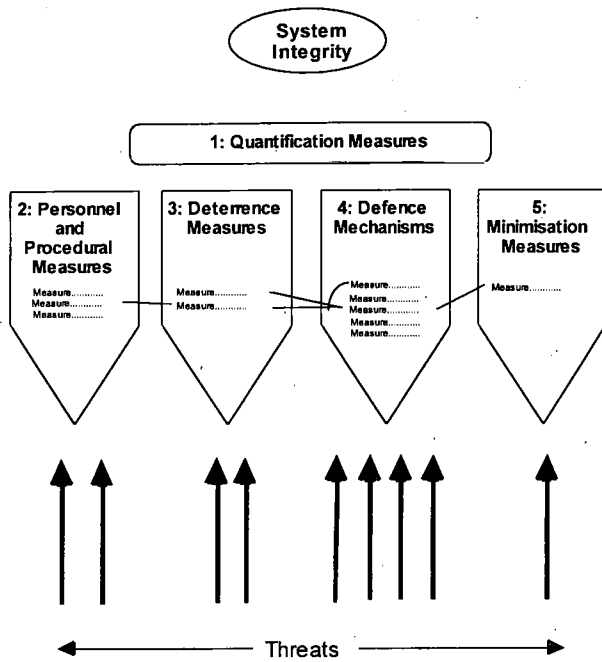 System
Integrity
1: Quantification Measures
2: Personnel
and
Procedural
Measures
Measure............
Measure............
Measure............
3: Deterrence
Measures
Measure............
Measure............
4: Defence
Mechanisms
Measure............
Measure............
Measure............
Measure............
Measure............
5:
Minimisation
Measures
Measure............
Threats